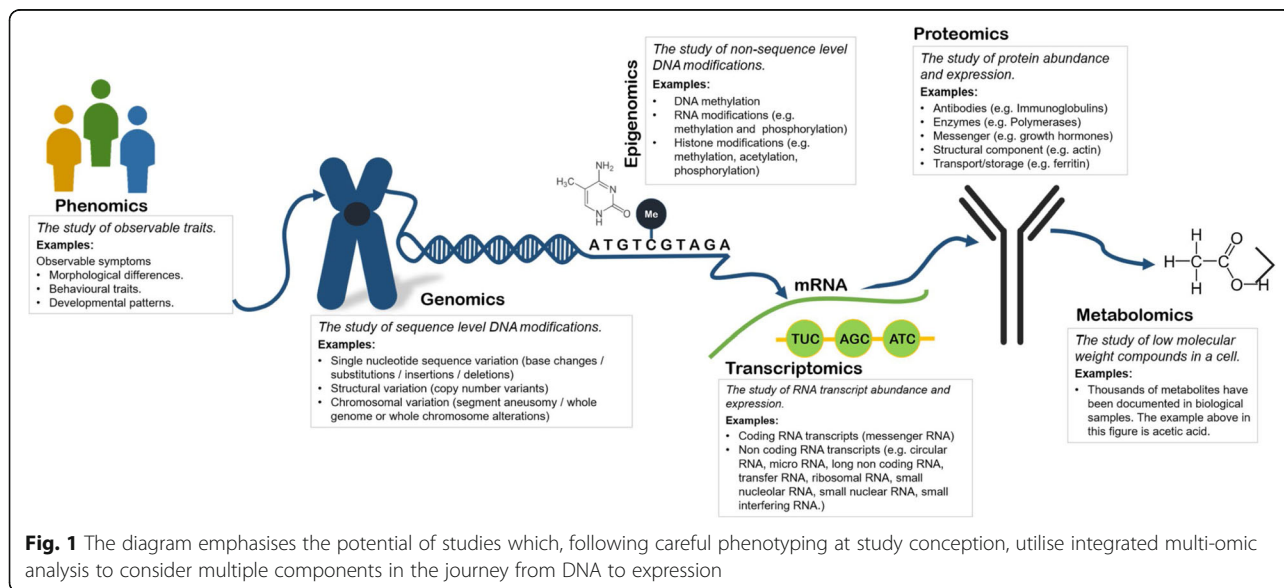 Phenomics
The study of observable traits.
Examples:
Observable symptoms
• Morphological differences.
• Behavioural traits.
• Developmental patterns.
Genomics
The study of sequence level DNA modifications.
Examples:
• Single nucleotide sequence variation (base changes /
substitutions / insertions / deletions)
• Structural variation (copy number variants)
• Chromosomal variation (segment aneusomy / whole
genome or whole chromosome alterations)
Epigenomics
The study of non-sequence level
DNA modifications.
Examples:
• DNA methylation
• RNA modifications (e.g.
methylation and phosphorylation)
• Histone modifications (e.g.
methylation, acetylation,
phosphorylation)
NH₂
H₃C
N
N
H
O
Me
ATGTCGTAGA
mRNA
TUC AGC ATC
Transcriptomics
The study of RNA transcript abundance and
expression.
Examples:
• Coding RNA transcripts (messenger RNA)
• Non coding RNA transcripts (e.g. circular
RNA, micro RNA, long non coding RNA,
transfer RNA, ribosomal RNA, small
nucleolar RNA, small nuclear RNA, small
interfering RNA.)
Proteomics
The study of protein abundance
and expression.
Examples:
• Antibodies (e.g. Immunoglobulins)
• Enzymes (e.g. Polymerases)
• Messenger (e.g. growth hormones)
• Structural component (e.g. actin)
• Transport/storage (e.g. ferritin)
H O
H C C
H O H
Metabolomics
The study of low molecular
weight compounds in a cell.
Examples:
• Thousands of metabolites have
been documented in biological
samples. The example above in
this figure is acetic acid.
Fig. 1 The diagram emphasises the potential of studies which, following careful phenotyping at study conception, utilise integrated multi-omic
analysis to consider multiple components in the journey from DNA to expression